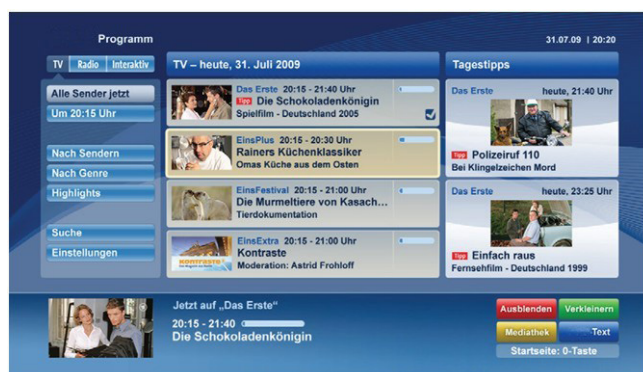 Programm
31.07.09 | 20:20
TV Radio Interaktiv
TV – heute, 31. Juli 2009
Tagestipps
Alle Sender jetzt
Um 20:15 Uhr
Nach Sendern
Nach Genre
Highlights
Suche
Einstellungen
Das Erste 20:15 - 21:40 Uhr
Tipp Die Schokoladenkönigin
Spielfilm - Deutschland 2005
EinsPlus 20:15 - 20:30 Uhr
Rainers Küchenklassiker
Omas Küche aus dem Osten
EinsFestival 20:15 - 21:00 Uhr
Die Murmeltiere von Kasach...
Tierdokumentation
KONTRASTE
EinsExtra 20:15 - 21:00 Uhr
Kontraste
Moderation: Astrid Frohloff
Das Erste heute, 21:40 Uhr
Tipp Polizeiruf 110
Bei Klingelzeichen Mord
Das Erste heute, 23:25 Uhr
Tipp Einfach raus
Fernsehfilm - Deutschland 1999
Jetzt auf „Das Erste“
20:15 - 21:40
Die Schokoladenkönigin
Ausblenden Verkleinern
Mediathek Text
Startseite: 0-Taste